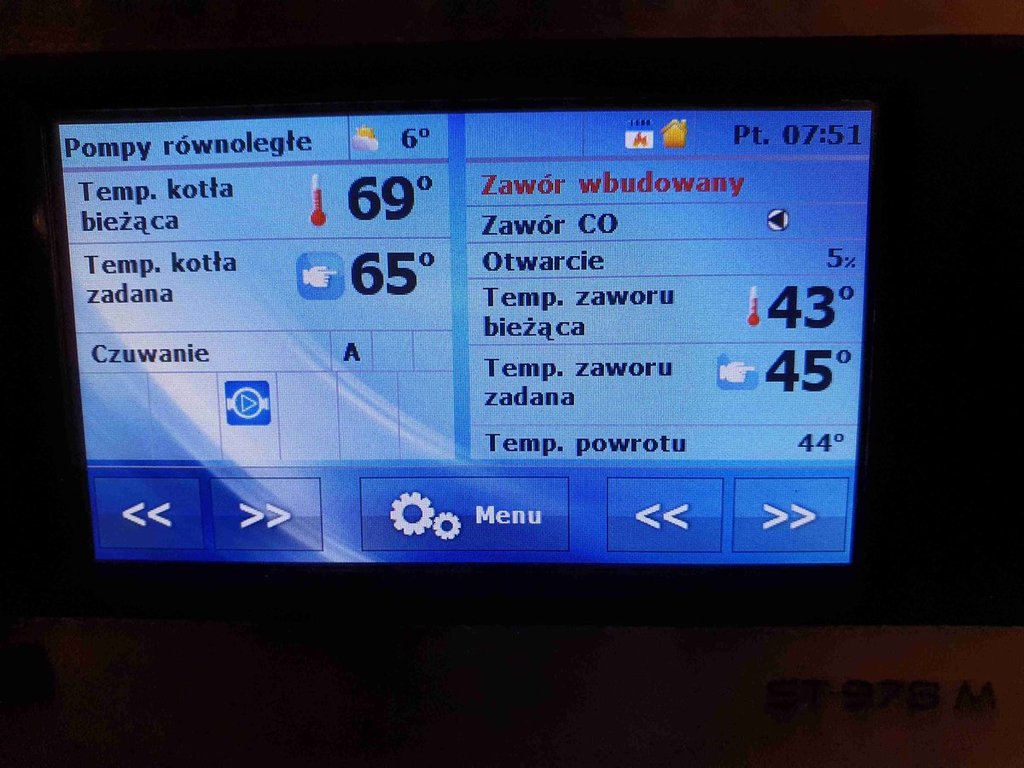 Pompy równoległe 6°
Temp. kotła
bieżąca
69°
Temp. kotła
zadana
65°
Czuwanie A
Pt. 07:51
Zawór wbudowany
Zawór CO
Otwarcie 5%
Temp. zaworu
bieżąca
43°
Temp. zaworu
zadana
45°
Temp. powrotu 44°
<< >> Menu << >>